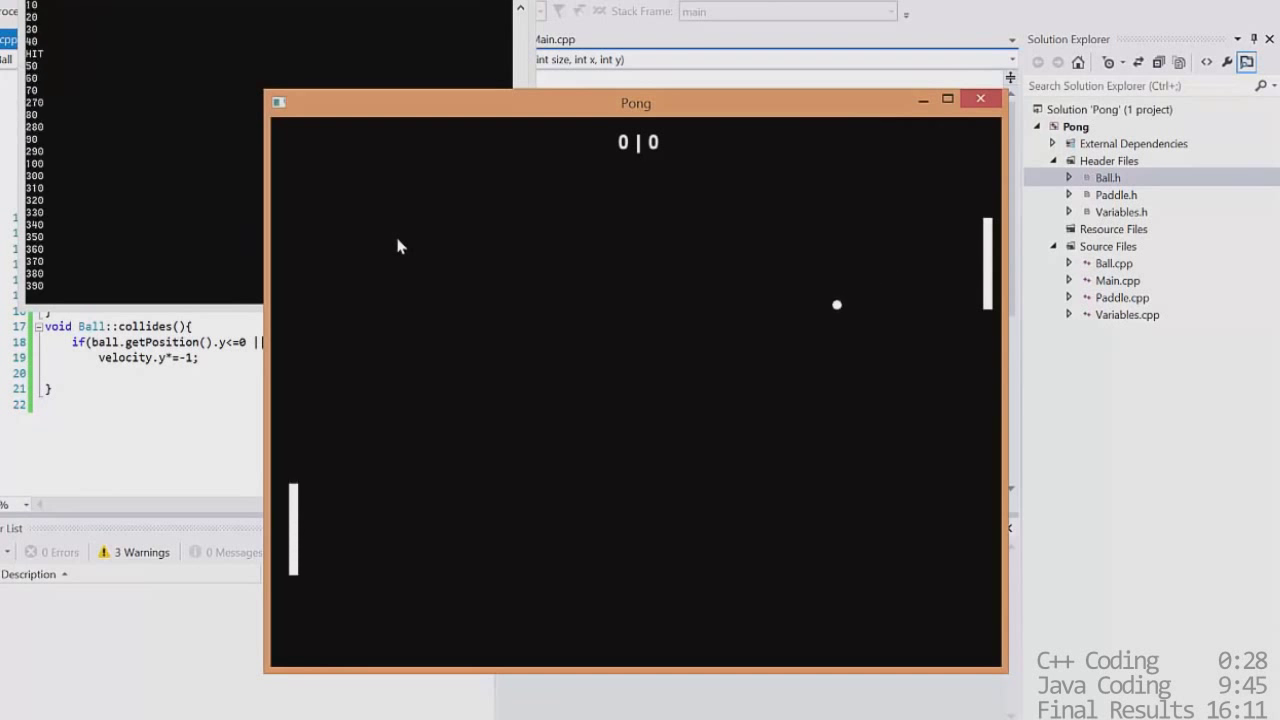 10
20
30
40
HIT
50
60
70
270
80
280
90
290
100
300
310
320
330
340
350
360
370
380
390
Stack Frame: main
.cpp
Main.cpp
Ball
int size, int x, int y)
Pong
0 | 0
17 void Ball::collides(){
18 if(ball.getPosition().y<=0 ||
19 velocity.y*=-1;
20
21 }
22
%
0 Errors 3 Warnings 0 Messages
Description
Solution Explorer
Search Solution Explorer (Ctrl+;)
Solution 'Pong' (1 project)
Pong
External Dependencies
Header Files
Ball.h
Paddle.h
Variables.h
Resource Files
Source Files
Ball.cpp
Main.cpp
Paddle.cpp
Variables.cpp
C++ Coding 0:28
Java Coding 9:45
Final Results 16:11